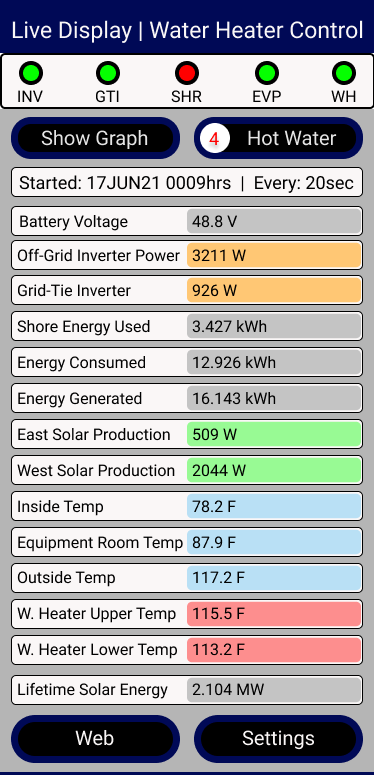 Live Display | Water Heater Control
INV GTI SHR EVP WH
Show Graph 4 Hot Water
Started: 17JUN21 0009hrs | Every: 20sec
Battery Voltage 48.8 V
Off-Grid Inverter Power 3211 W
Grid-Tie Inverter 926 W
Shore Energy Used 3.427 kWh
Energy Consumed 12.926 kWh
Energy Generated 16.143 kWh
East Solar Production 509 W
West Solar Production 2044 W
Inside Temp 78.2 F
Equipment Room Temp 87.9 F
Outside Temp 117.2 F
W. Heater Upper Temp 115.5 F
W. Heater Lower Temp 113.2 F
Lifetime Solar Energy 2.104 MW
Web Settings